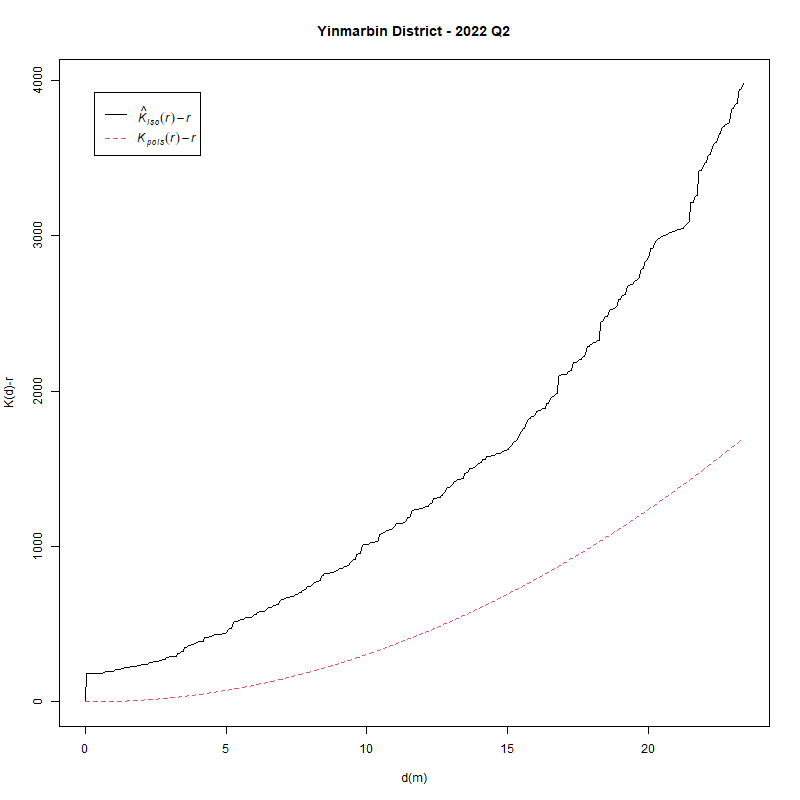 Yinmarbin District - 2022 Q2
K̂iso(r)−r
Kpois(r)−r
K(d)-r
4000
3000
2000
1000
0
0 5 10 15 20
d(m)